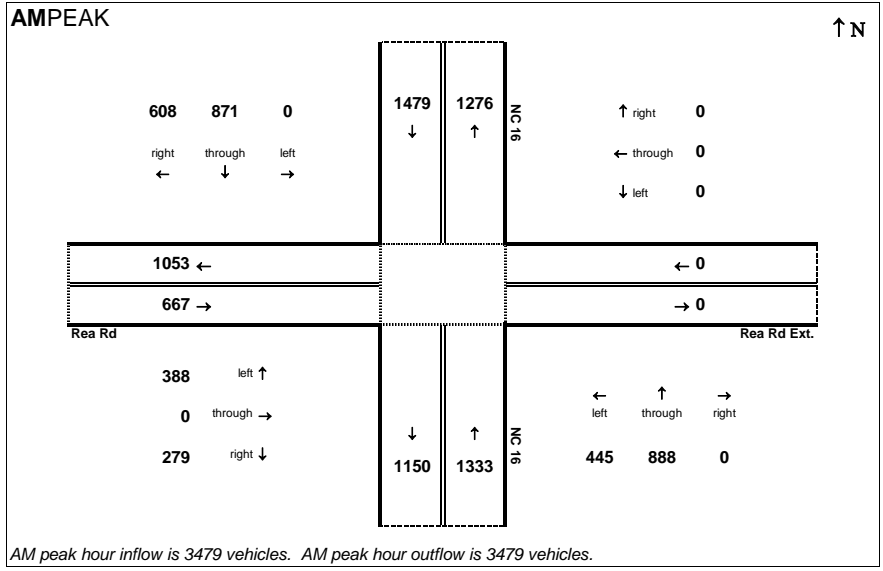 AM PEAK
↑ N
608 871 0
right through left
← ↓ →
1479 1276
↓ ↑
NC 16
↑ right 0
← through 0
↓ left 0
1053 ←
667 →
← 0
→ 0
Rea Rd
Rea Rd Ext.
388 left ↑
0 through →
279 right ↓
↓ ↑
1150 1333
NC 16
← ↑ →
left through right
445 888 0
AM peak hour inflow is 3479 vehicles. AM peak hour outflow is 3479 vehicles.